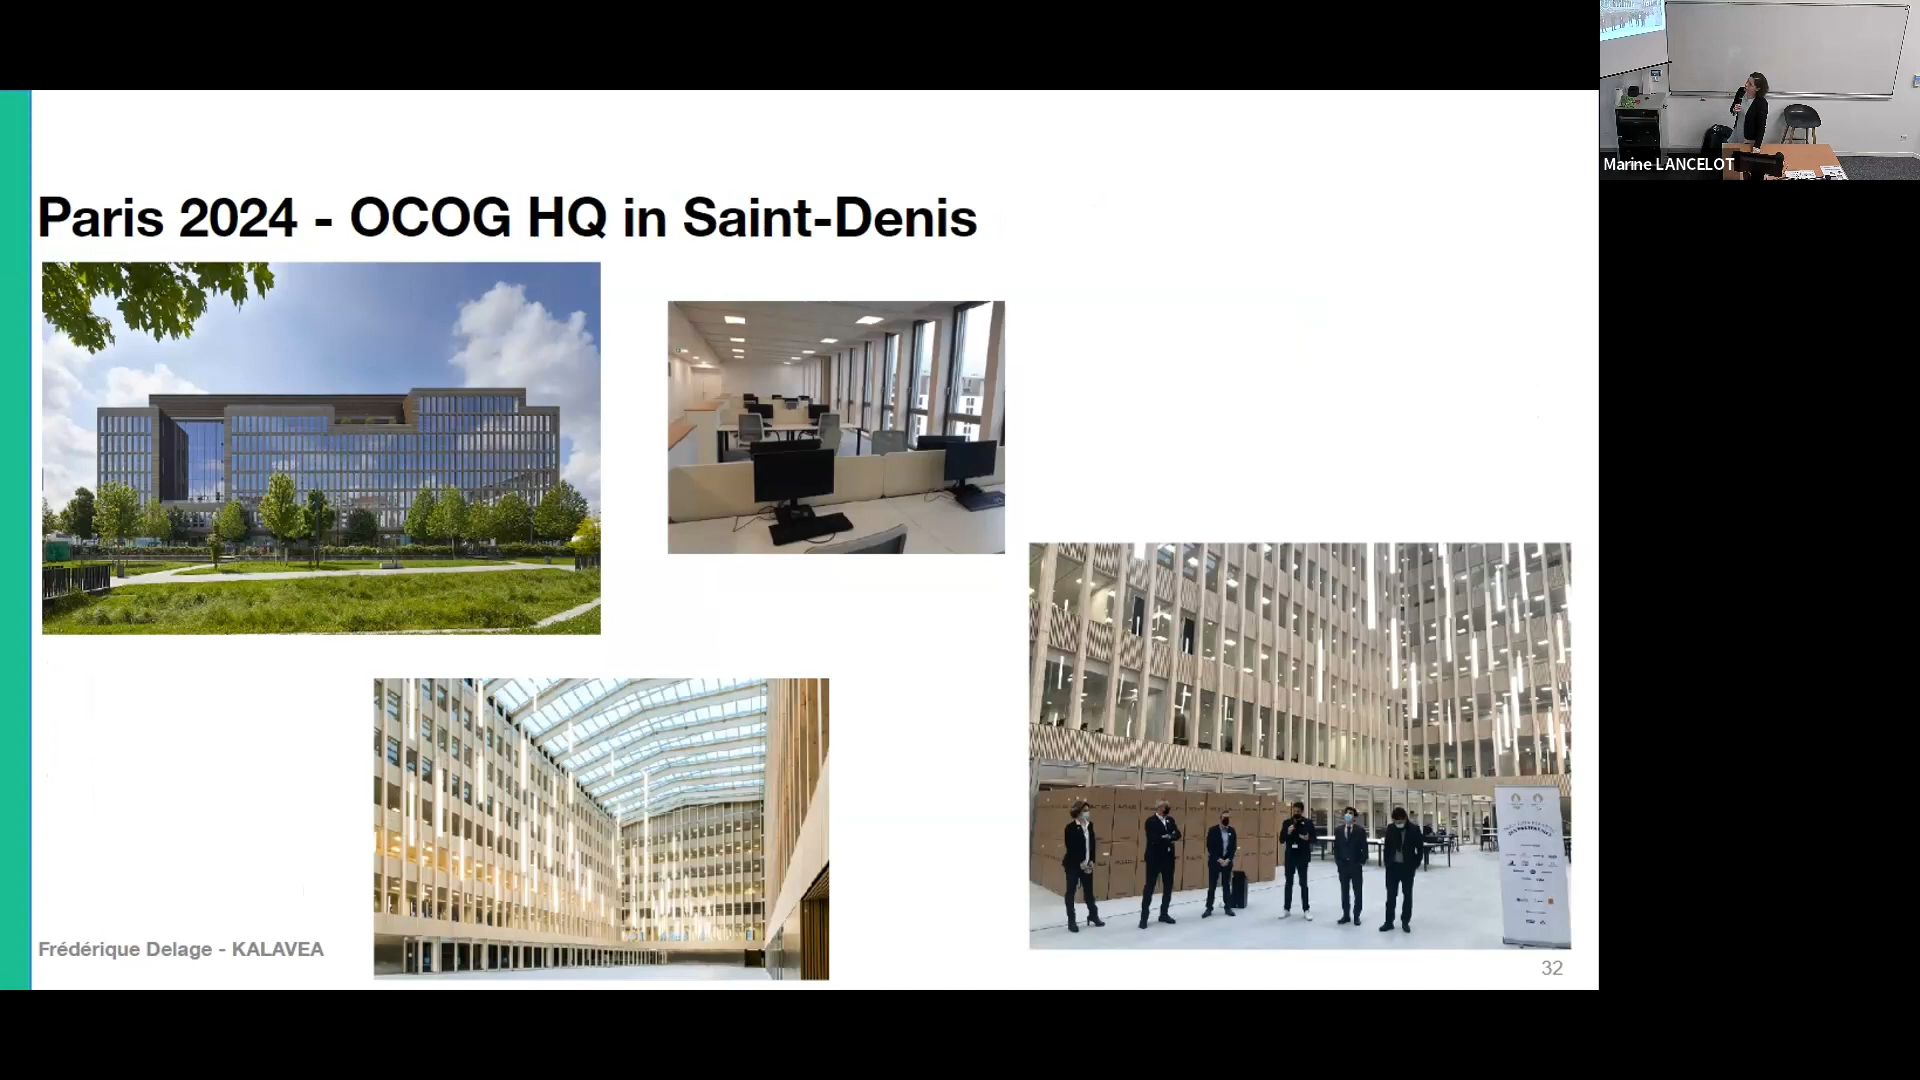 Marine LANCELOT
Paris 2024 - OCOG HQ in Saint-Denis
Frédérique Delage - KALAVEA
32